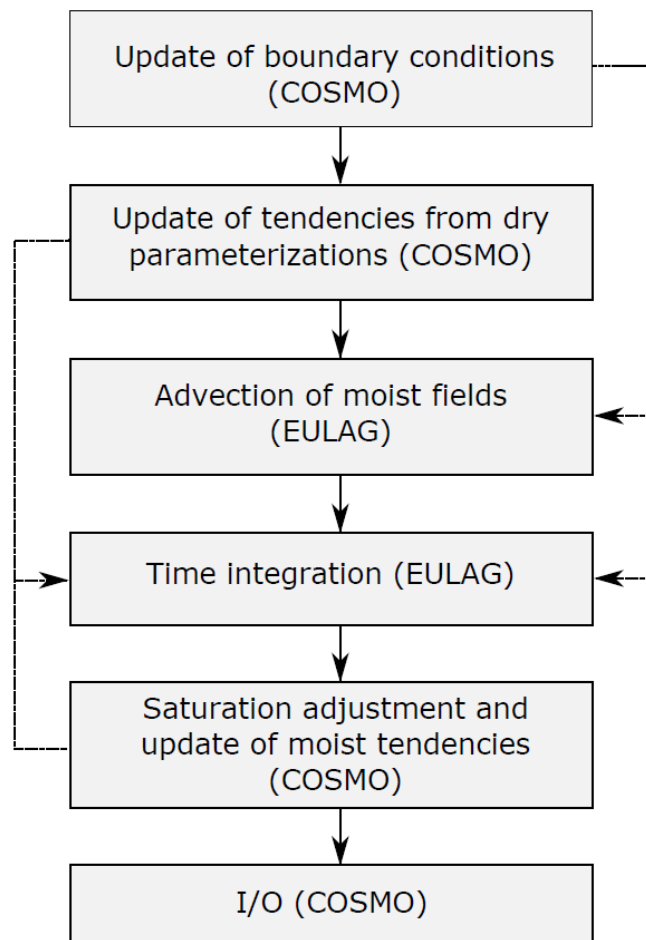 Update of boundary conditions
(COSMO)
Update of tendencies from dry
parameterizations (COSMO)
Advection of moist fields
(EULAG)
Time integration (EULAG)
Saturation adjustment and
update of moist tendencies
(COSMO)
I/O (COSMO)